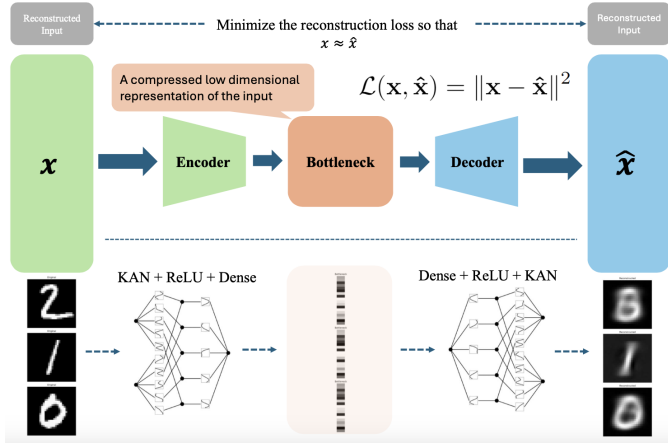 Reconstructed
Input
Minimize the reconstruction loss so that
x ≈ x̂
Reconstructed
Input
A compressed low dimensional
representation of the input
ℒ(x, x̂) = ‖x − x̂‖²
x
Encoder
Bottleneck
Decoder
x̂
KAN + ReLU + Dense
Dense + ReLU + KAN